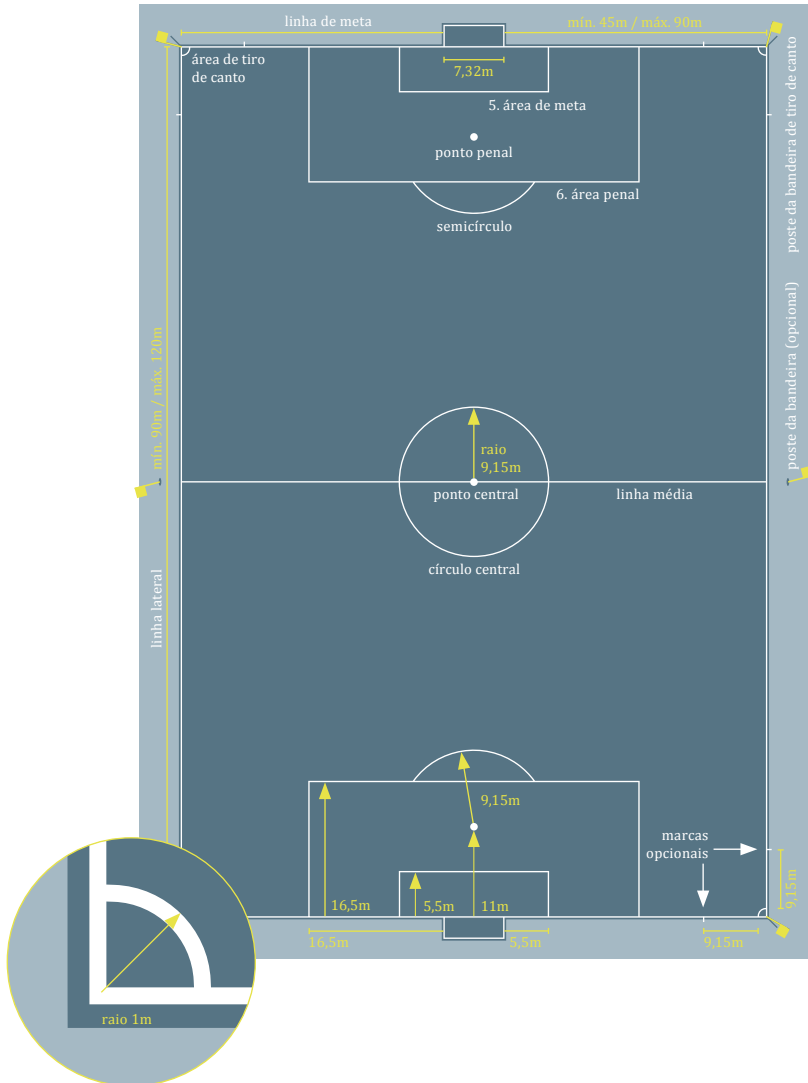 linha de meta
mín. 45m / máx. 90m
área de tiro
de canto
7,32m
5. área de meta
ponto penal
6. área penal
semicírculo
poste da bandeira de tiro de canto
poste da bandeira (opcional)
mín. 90m / máx. 120m
raio
9,15m
ponto central
linha média
círculo central
linha lateral
9,15m
marcas
opcionais
16,5m
5,5m
11m
9,15m
16,5m
5,5m
9,15m
raio 1m